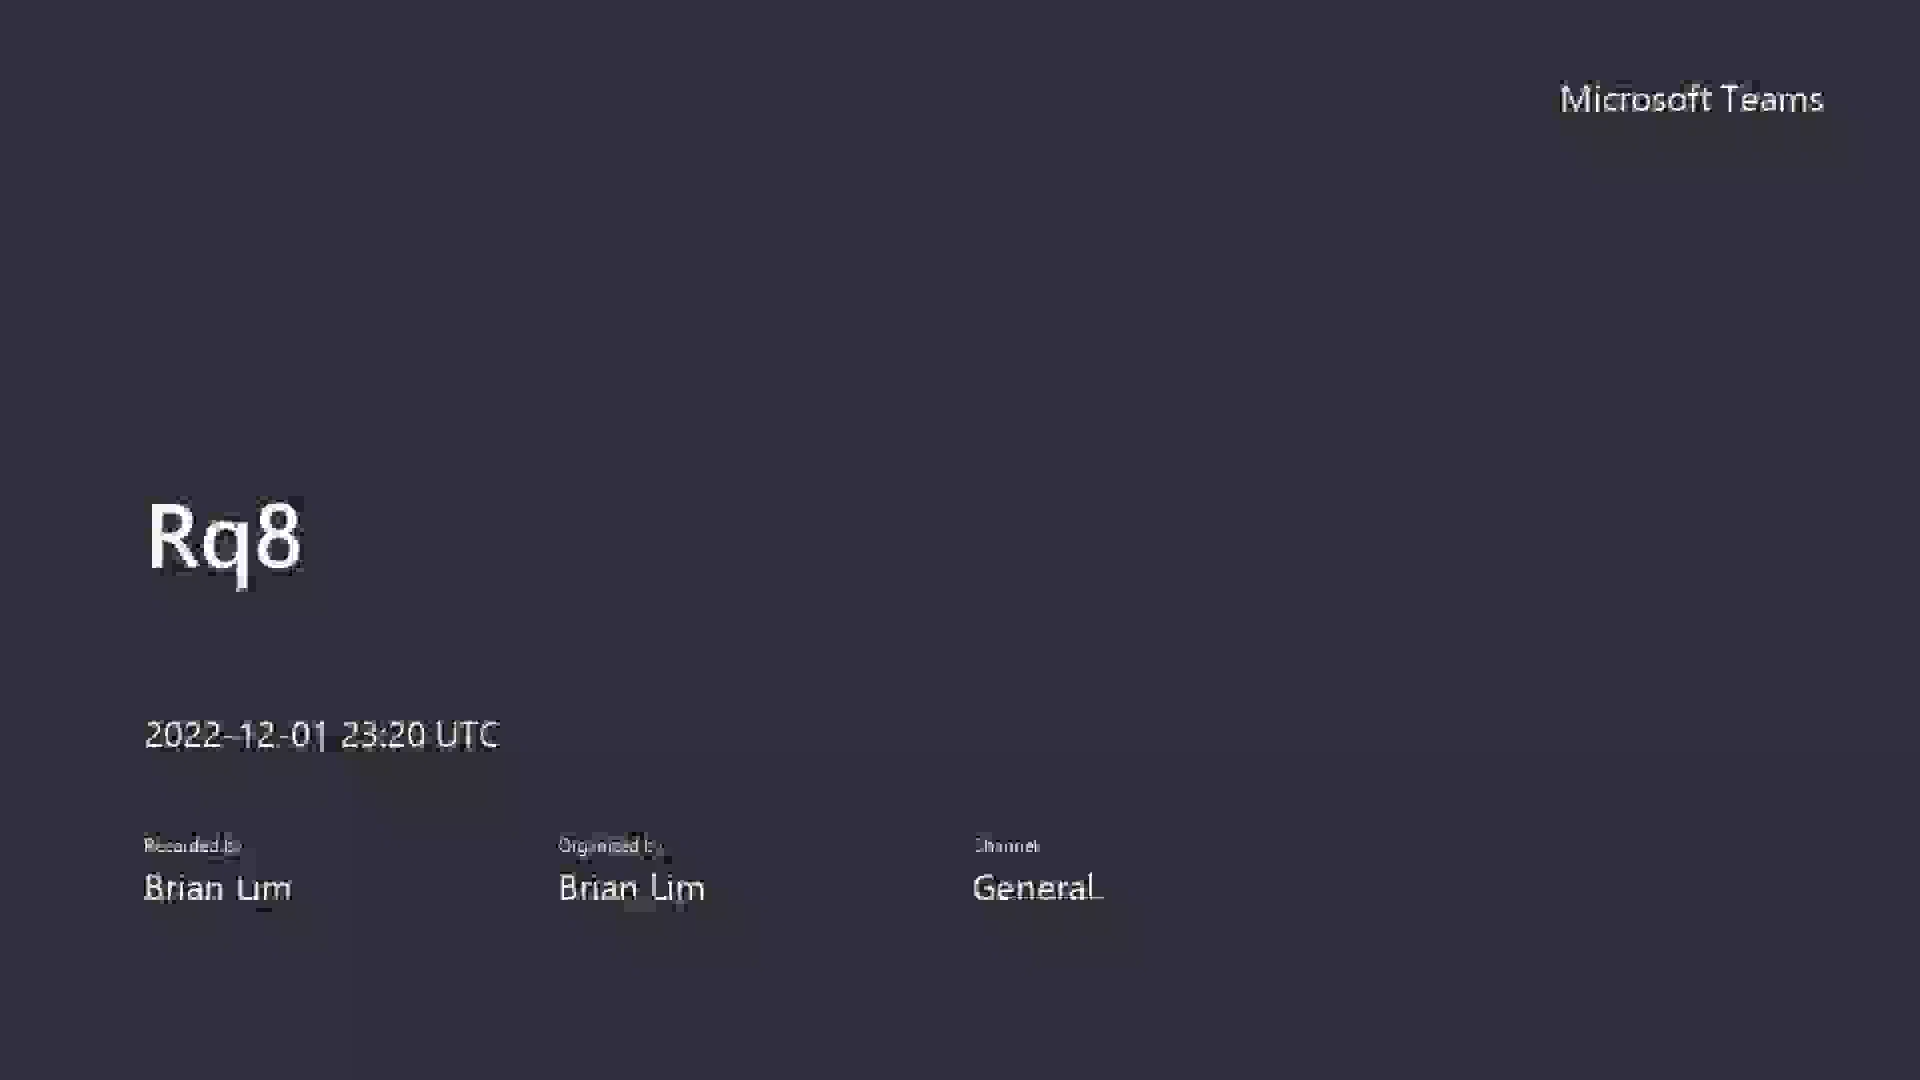 Microsoft Teams
Rq8
2022-12-01 23:20 UTC
Recorded by Organized by Channel
Brian Lim Brian Lim General